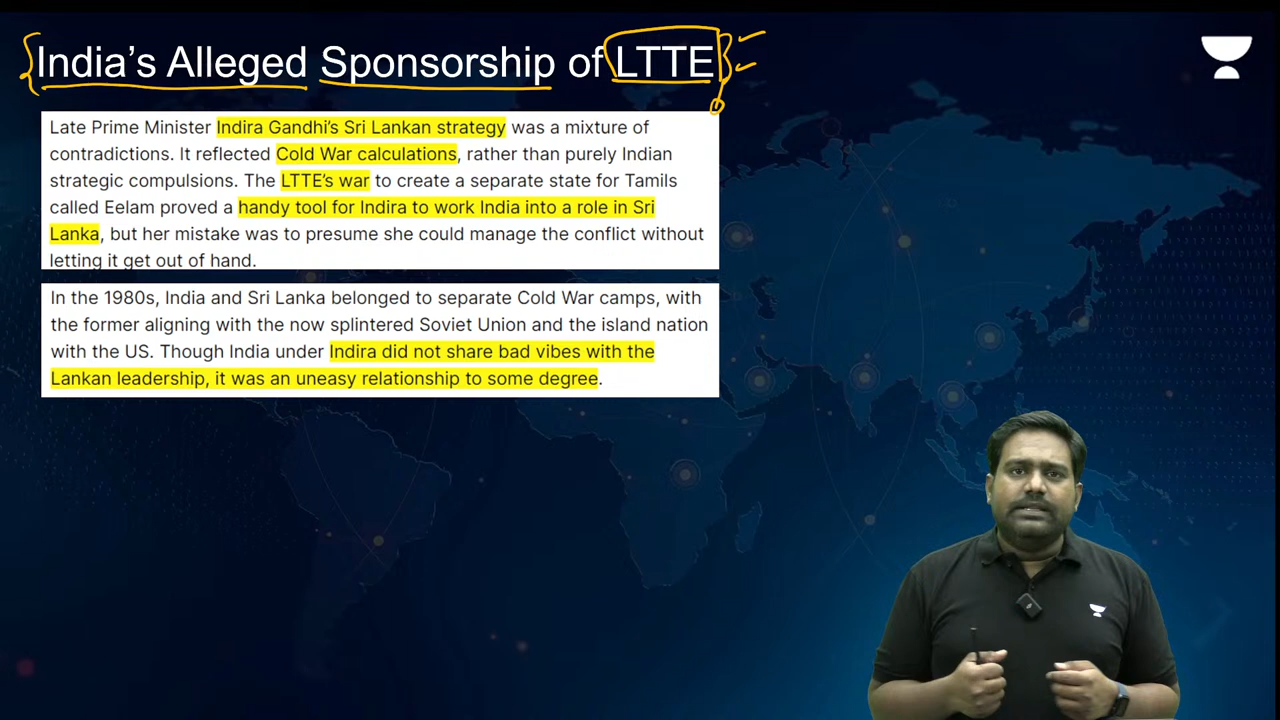 India's Alleged Sponsorship of LTTE
Late Prime Minister Indira Gandhi's Sri Lankan strategy was a mixture of
contradictions. It reflected Cold War calculations, rather than purely Indian
strategic compulsions. The LTTE's war to create a separate state for Tamils
called Eelam proved a handy tool for Indira to work India into a role in Sri
Lanka, but her mistake was to presume she could manage the conflict without
letting it get out of hand.
In the 1980s, India and Sri Lanka belonged to separate Cold War camps, with
the former aligning with the now splintered Soviet Union and the island nation
with the US. Though India under Indira did not share bad vibes with the
Lankan leadership, it was an uneasy relationship to some degree.